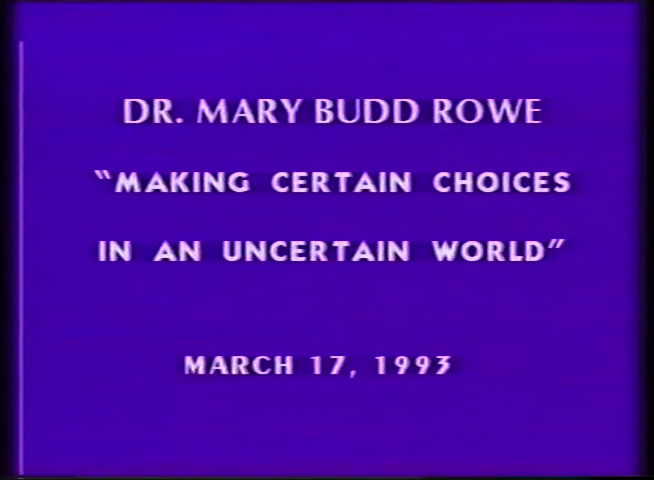 DR. MARY BUDD ROWE
"MAKING CERTAIN CHOICES
IN AN UNCERTAIN WORLD"
MARCH 17, 1993